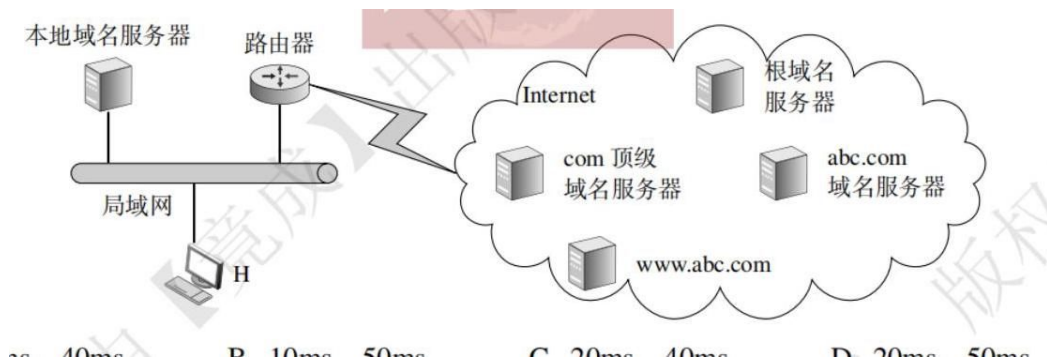 本地域名服务器
路由器
根域名
服务器
Internet
com 顶级
域名服务器
abc.com
域名服务器
局域网
H
www.abc.com
40ms B. 10ms 50ms C. 20ms 40ms D. 20ms 50ms